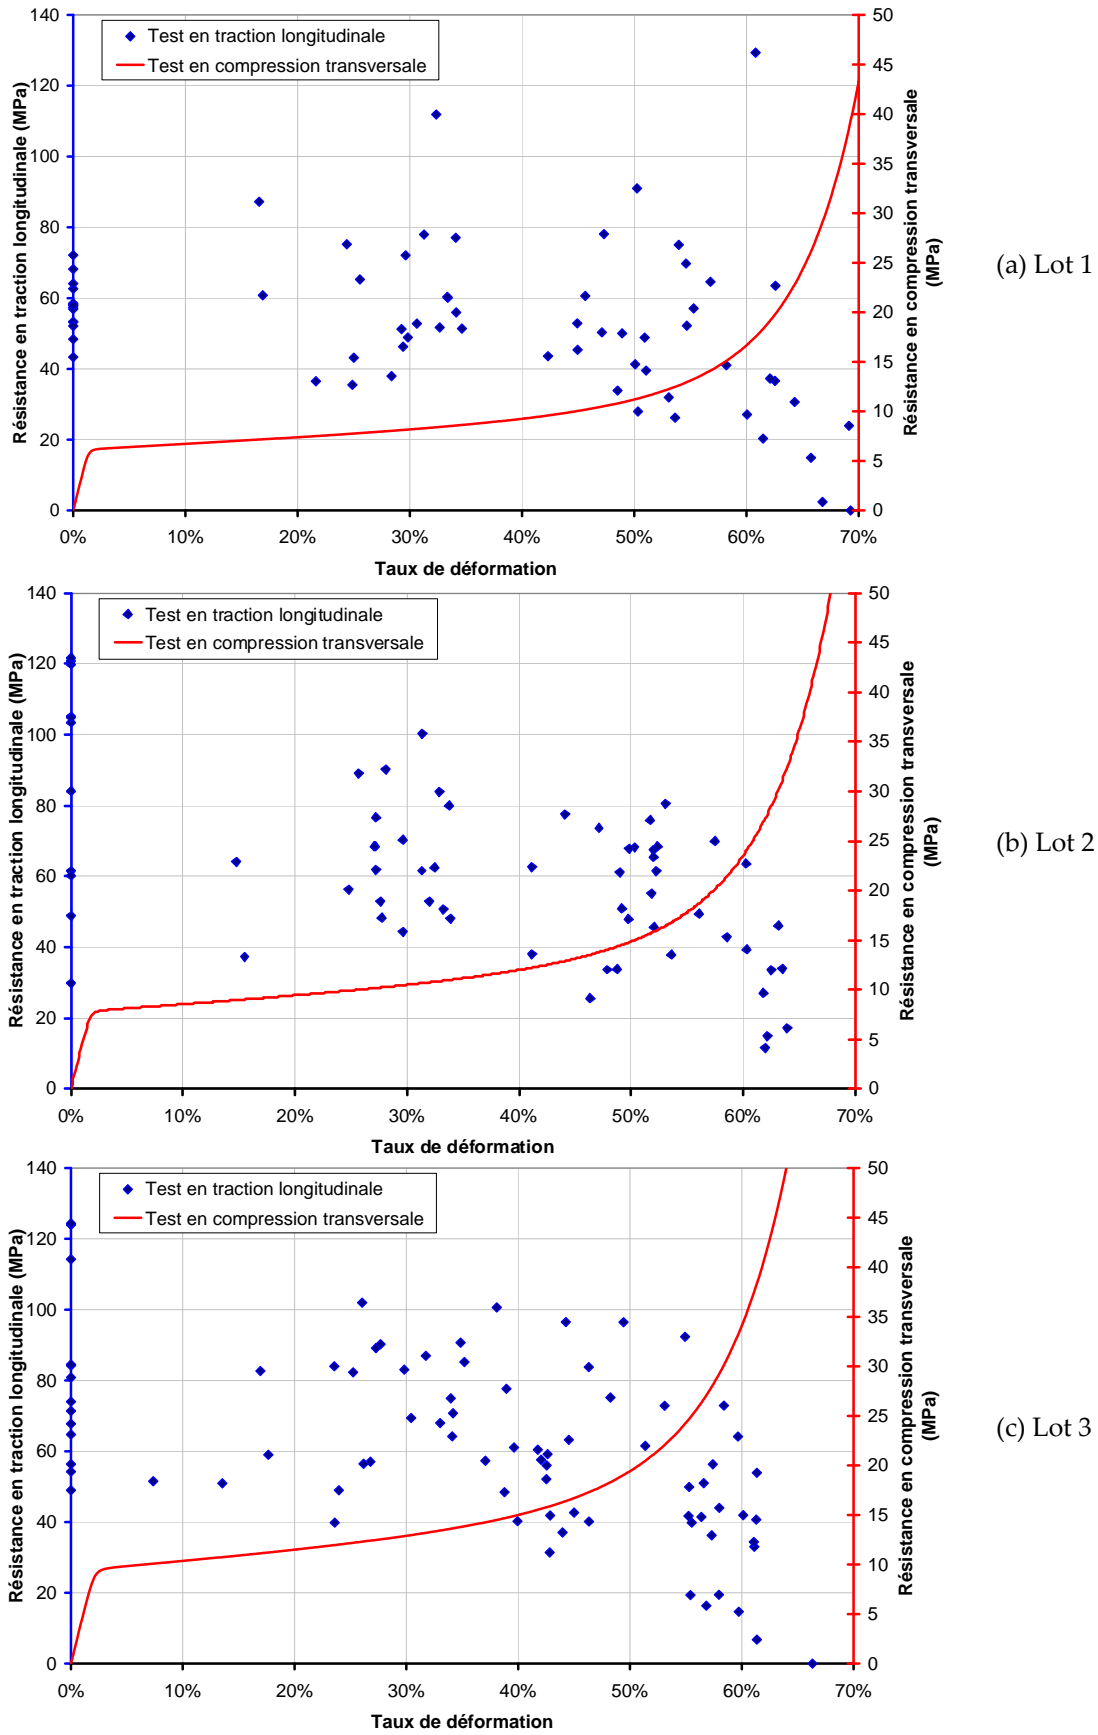 Résistance en traction longitudinale (MPa)
140
120
100
80
60
40
20
0
Test en traction longitudinale
Test en compression transversale
50
45
40
35
30
25
20
15
10
5
0
Résistance en compression transversale
(MPa)
0% 10% 20% 30% 40% 50% 60% 70%
Taux de déformation
(a) Lot 1
Résistance en traction longitudinale (MPa)
140
120
100
80
60
40
20
0
Test en traction longitudinale
Test en compression transversale
50
45
40
35
30
25
20
15
10
5
0
Résistance en compression transversale
(MPa)
0% 10% 20% 30% 40% 50% 60% 70%
Taux de déformation
(b) Lot 2
Résistance en traction longitudinale (MPa)
140
120
100
80
60
40
20
0
Test en traction longitudinale
Test en compression transversale
50
45
40
35
30
25
20
15
10
5
0
Résistance en compression transversale
(MPa)
0% 10% 20% 30% 40% 50% 60% 70%
Taux de déformation
(c) Lot 3